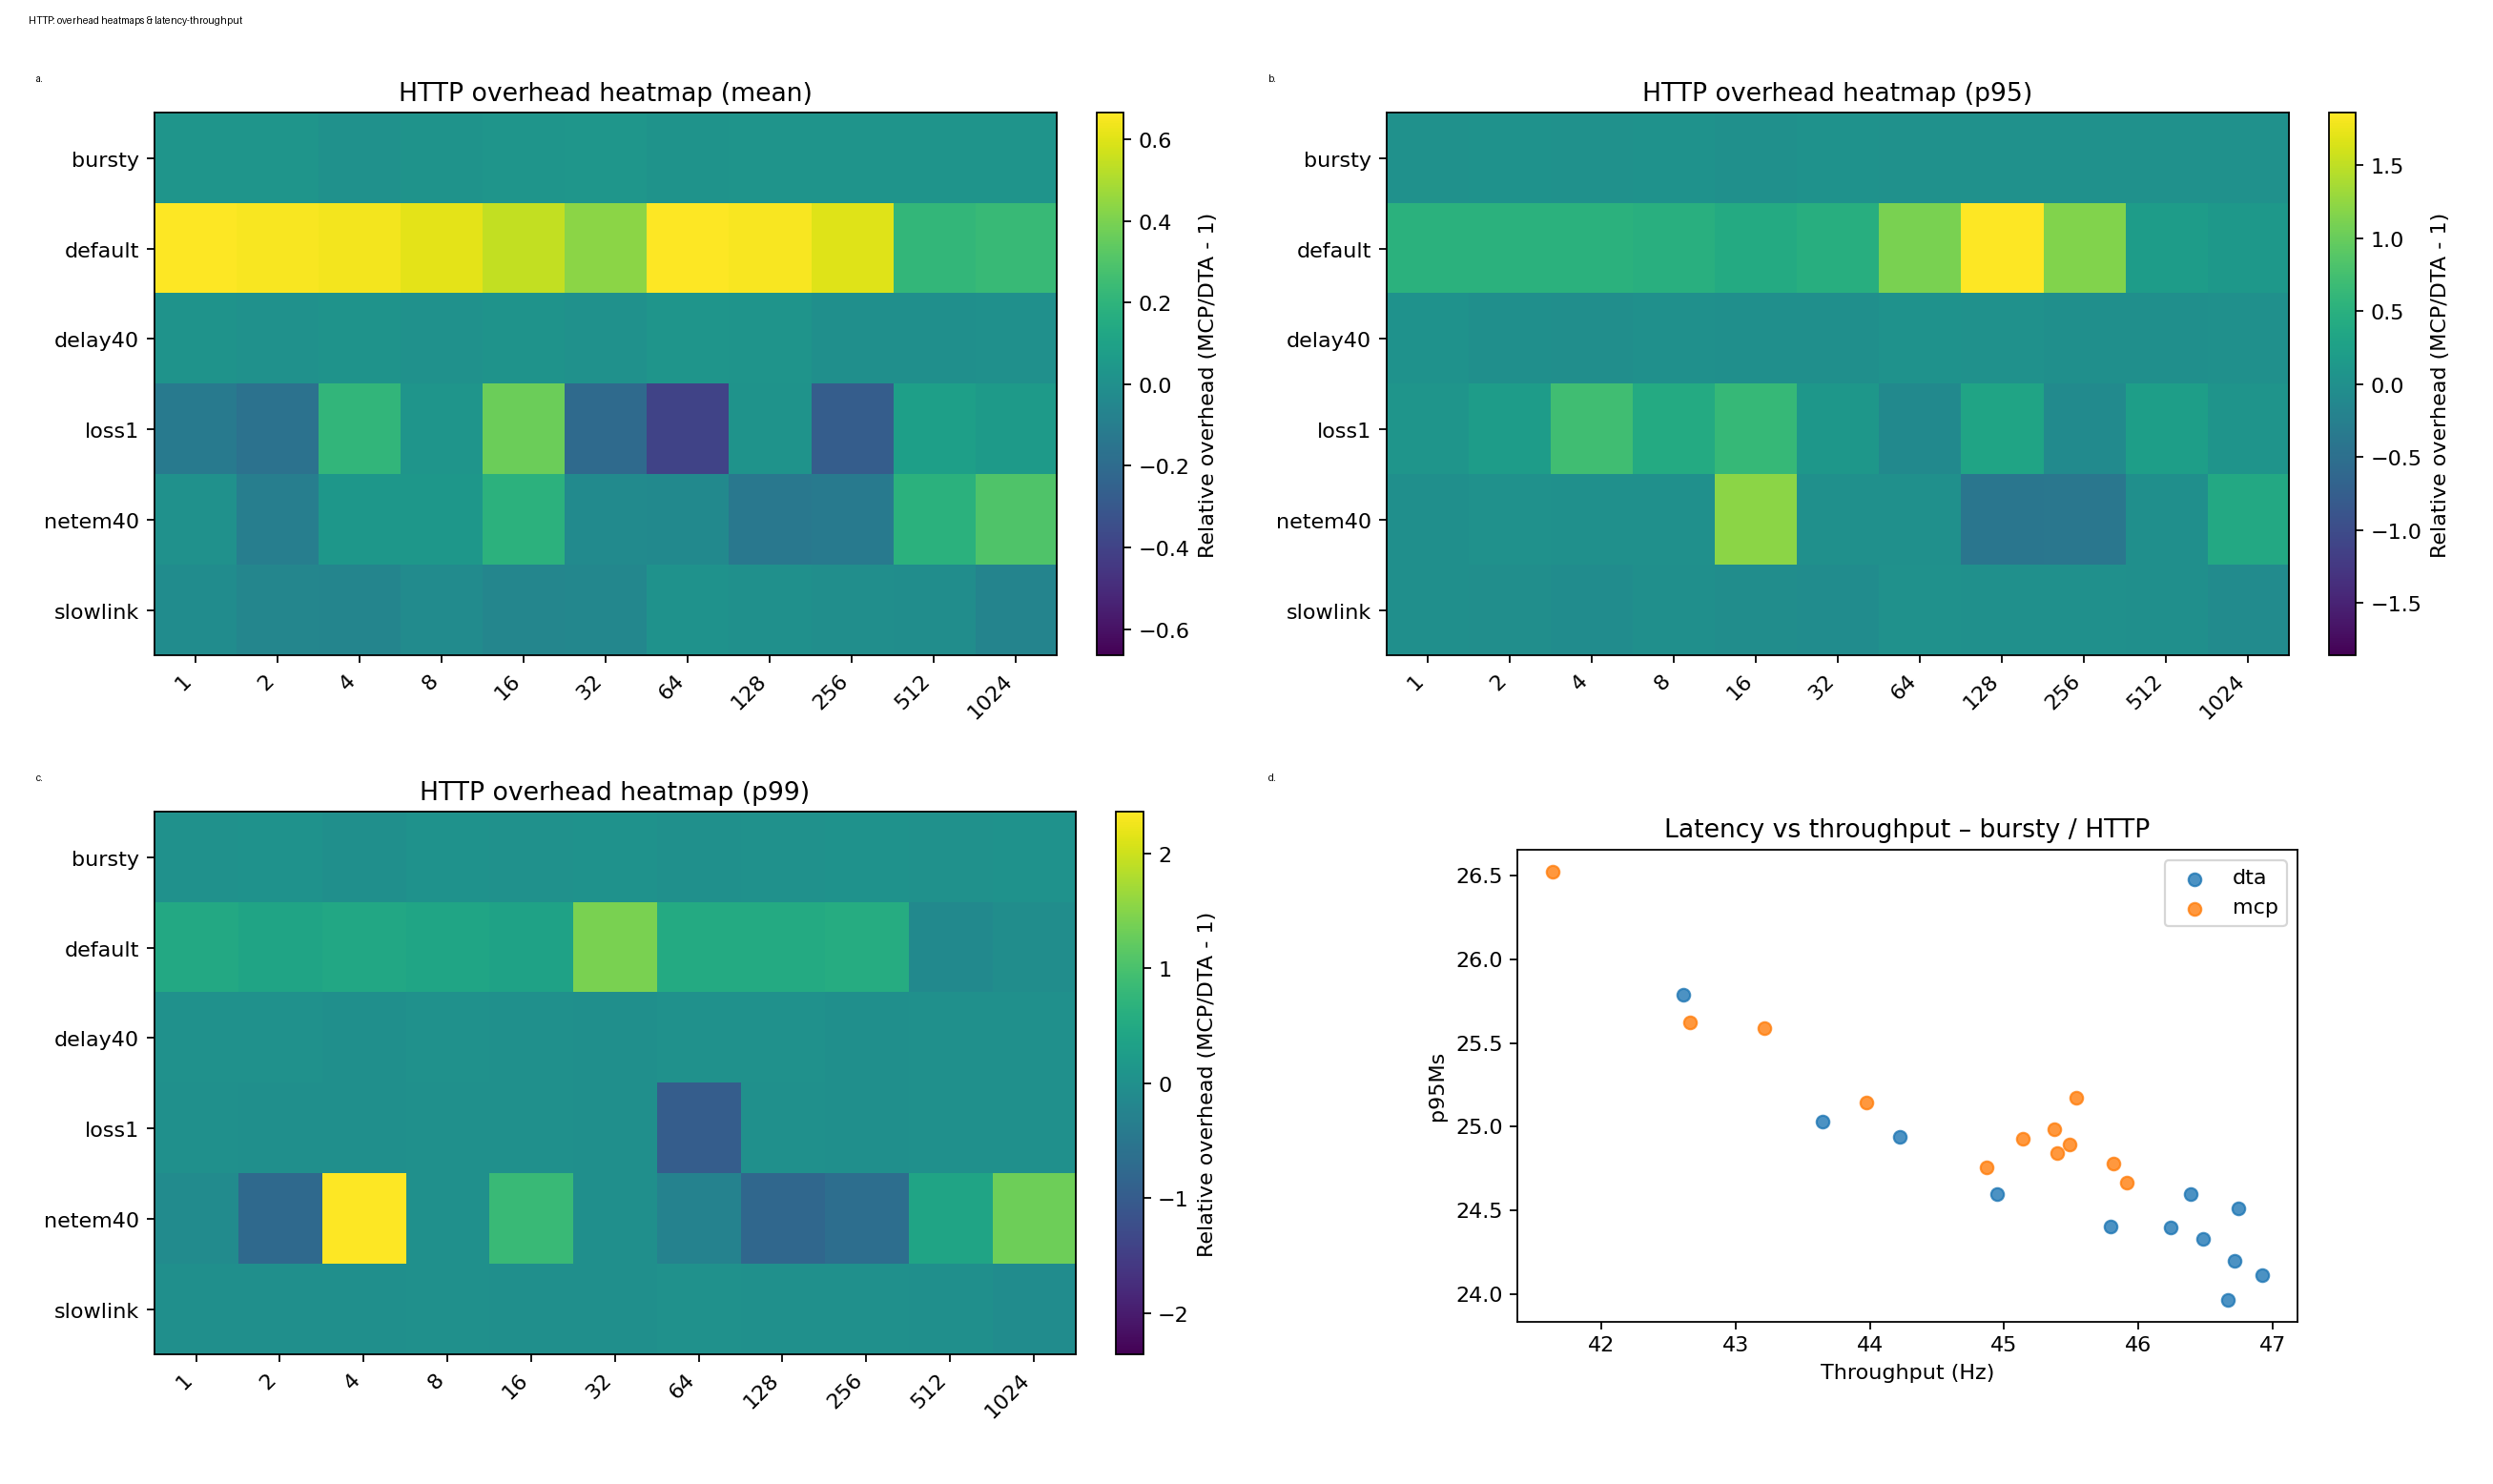 HTTP: overhead heatmaps & latency-throughput
a.
HTTP overhead heatmap (mean)
bursty
default
delay40
loss1
netem40
slowlink
1 2 4 8 16 32 64 128 256 512 1024
0.6
0.4
0.2
0.0
−0.2
−0.4
−0.6
Relative overhead (MCP/DTA - 1)
b.
HTTP overhead heatmap (p95)
bursty
default
delay40
loss1
netem40
slowlink
1 2 4 8 16 32 64 128 256 512 1024
1.5
1.0
0.5
0.0
−0.5
−1.0
−1.5
Relative overhead (MCP/DTA - 1)
c.
HTTP overhead heatmap (p99)
bursty
default
delay40
loss1
netem40
slowlink
1 2 4 8 16 32 64 128 256 512 1024
2
1
0
−1
−2
Relative overhead (MCP/DTA - 1)
d.
Latency vs throughput – bursty / HTTP
dta
mcp
26.5
26.0
25.5
25.0
24.5
24.0
p95Ms
42 43 44 45 46 47
Throughput (Hz)